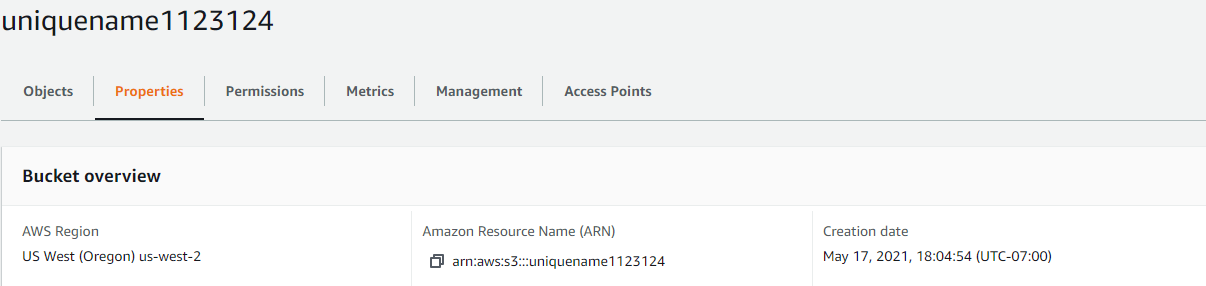 uniquename1123124
Objects Properties Permissions Metrics Management Access Points
Bucket overview
AWS Region
US West (Oregon) us-west-2
Amazon Resource Name (ARN)
arn:aws:s3:::uniquename1123124
Creation date
May 17, 2021, 18:04:54 (UTC-07:00)